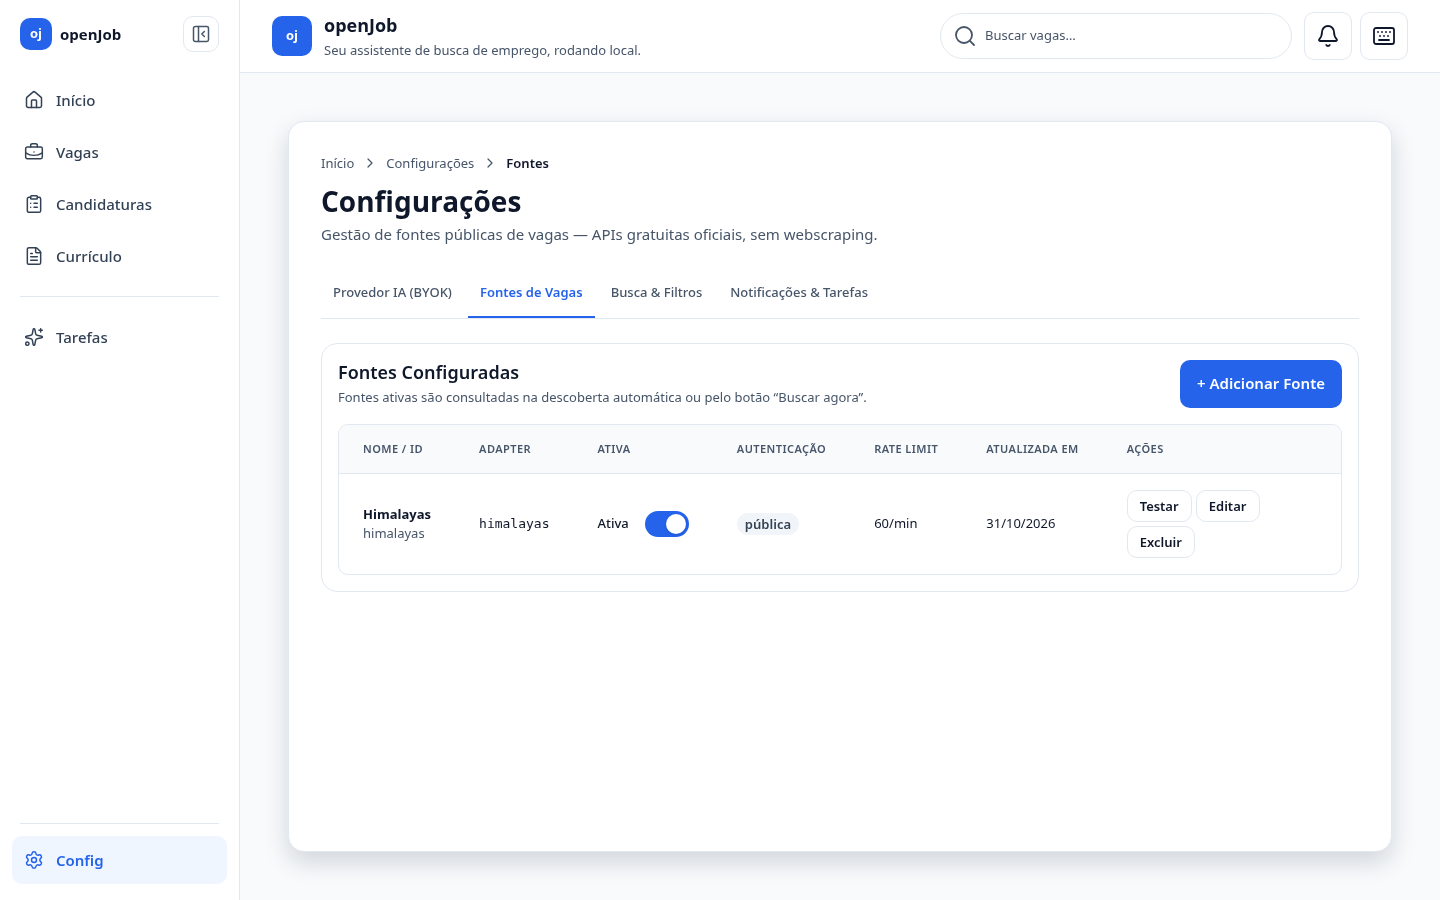 oj openJob
Início
Vagas
Candidaturas
Currículo
Tarefas
Config
oj openJob
Seu assistente de busca de emprego, rodando local.
Buscar vagas...
Início > Configurações > Fontes
Configurações
Gestão de fontes públicas de vagas — APIs gratuitas oficiais, sem webscraping.
Provedor IA (BYOK) Fontes de Vagas Busca & Filtros Notificações & Tarefas
Fontes Configuradas
Fontes ativas são consultadas na descoberta automática ou pelo botão “Buscar agora”.
+ Adicionar Fonte
NOME / ID ADAPTER ATIVA AUTENTICAÇÃO RATE LIMIT ATUALIZADA EM AÇÕES
Himalayas
himalayas
himalayas Ativa pública 60/min 31/10/2026
Testar Editar
Excluir